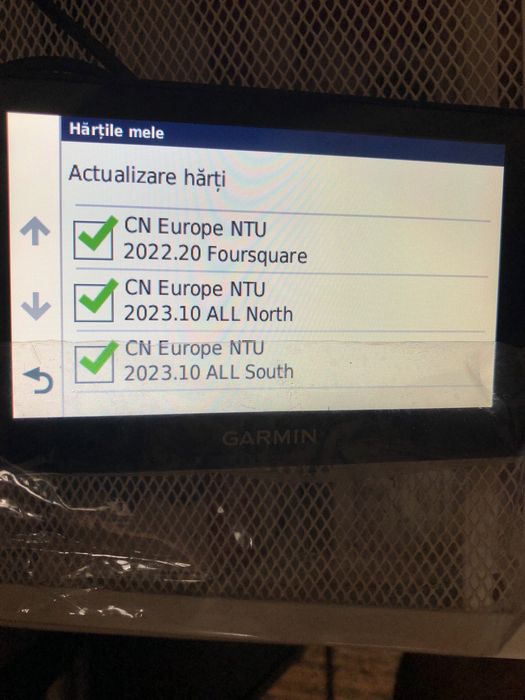 Hărțile mele
Actualizare hărți
CN Europe NTU
2022.20 Foursquare
CN Europe NTU
2023.10 ALL North
CN Europe NTU
2023.10 ALL South
GARMIN